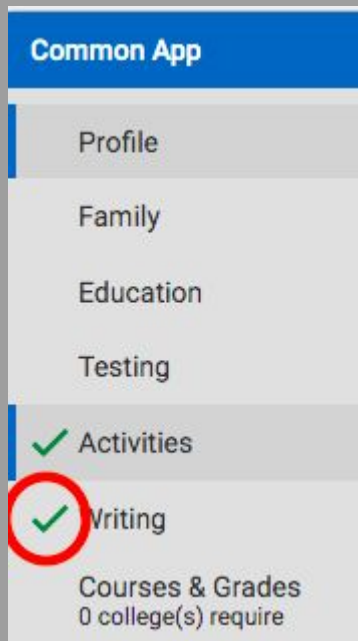 Common App
Profile
Family
Education
Testing
Activities
Writing
Courses & Grades
0 college(s) require